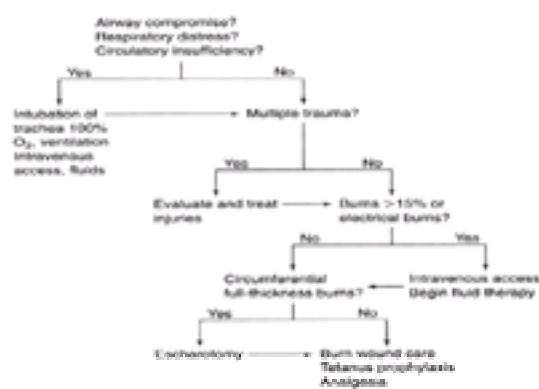 Airway compromise?
Respiratory distress?
Circulatory insufficiency?
Yes No
Intubation of
trachea 100%
O₂, ventilation
Intravenous
access, fluids
Multiple trauma?
Yes No
Evaluate and treat
injuries
Burns >15% or
electrical burns?
No Yes
Circumferential
full-thickness burns?
Intravenous access
Begin fluid therapy
Yes No
Escharotomy
Burn wound care
Tetanus prophylaxis
Analgesia